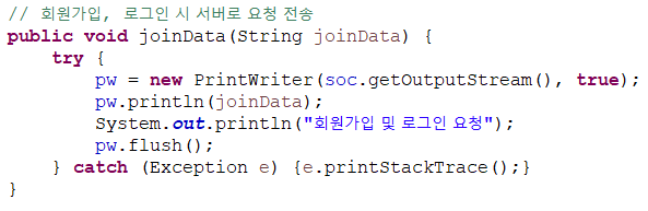 // 회원가입, 로그인 시 서버로 요청 전송
public void joinData(String joinData) {
    try {
        pw = new PrintWriter(soc.getOutputStream(), true);
        pw.println(joinData);
        System.out.println("회원가입 및 로그인 요청");
        pw.flush();
    } catch (Exception e) {e.printStackTrace();}
}